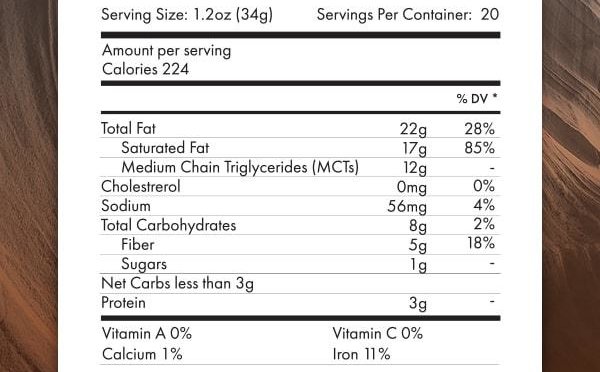 Serving Size: 1.2oz (34g) Servings Per Container: 20
Amount per serving
Calories 224
% DV *
Total Fat 22g 28%
Saturated Fat 17g 85%
Medium Chain Triglycerides (MCTs) 12g -
Cholestrerol 0mg 0%
Sodium 56mg 4%
Total Carbohydrates 8g 2%
Fiber 5g 18%
Sugars 1g -
Net Carbs less than 3g
Protein 3g -
Vitamin A 0% Vitamin C 0%
Calcium 1% Iron 11%